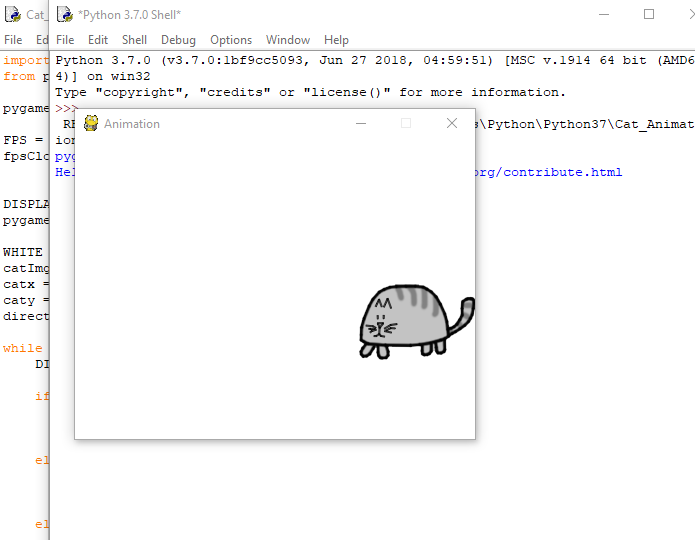 Cat_
*Python 3.7.0 Shell*
File Ed
File Edit Shell Debug Options Window Help
import
from p
pygame
FPS =
fpsClo
DISPLA
pygame
WHITE
catImg
catx =
caty =
direct
while
DI
if
el
el
Python 3.7.0 (v3.7.0:1bf9cc5093, Jun 27 2018, 04:59:51) [MSC v.1914 64 bit (AMD6
4)] on win32
Type "copyright", "credits" or "license()" for more information.
>>>
RE s\Python\Python37\Cat_Animat
ion
pyg
Hel org/contribute.html
Animation